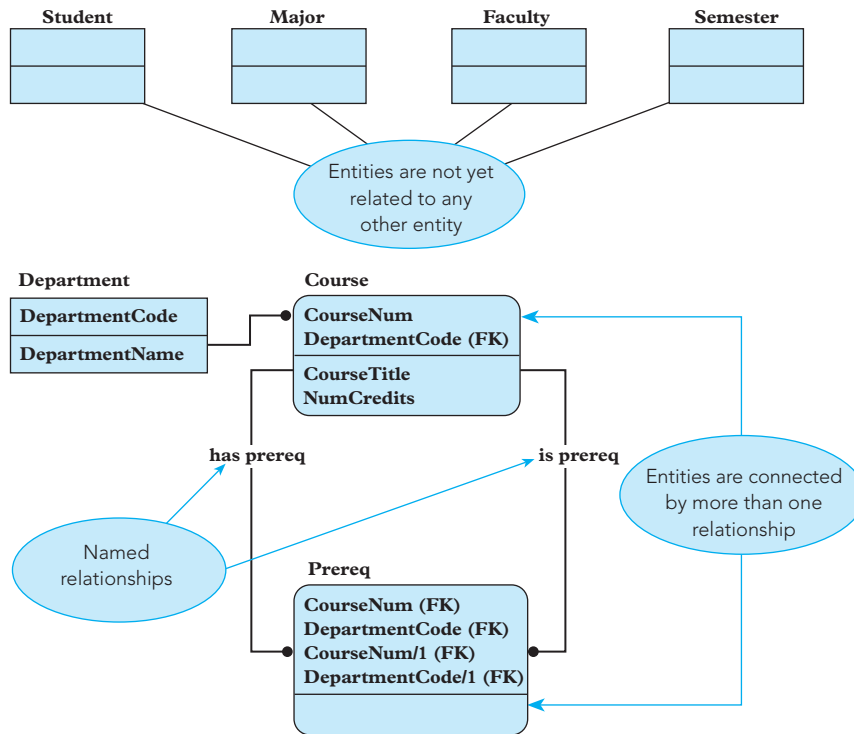 Student
Major
Faculty
Semester
Entities are not yet
related to any
other entity
Department
DepartmentCode
DepartmentName
Course
CourseNum
DepartmentCode (FK)
CourseTitle
NumCredits
has prereq
is prereq
Entities are connected
by more than one
relationship
Named
relationships
Prereq
CourseNum (FK)
DepartmentCode (FK)
CourseNum/1 (FK)
DepartmentCode/1 (FK)